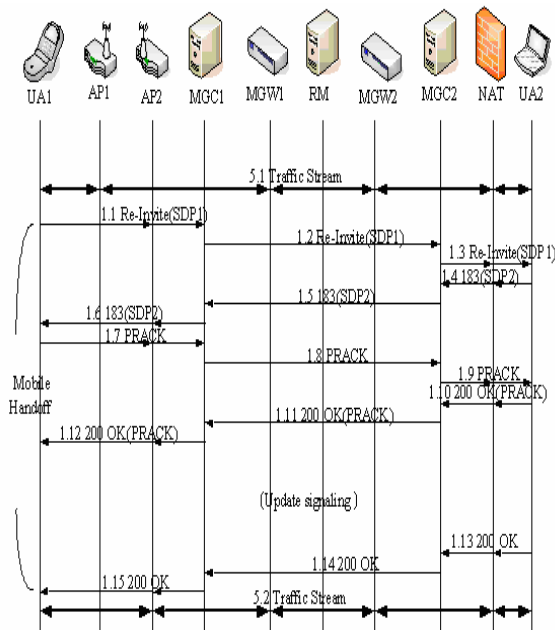 UA1 AP1 AP2 MGC1 MGW1 RM MGW2 MGC2 NAT UA2
5.1 Traffic Stream
1.1 Re-Invite(SDP1)
1.2 Re-Invite(SDP1)
1.3 Re-Invite(SDP1)
1.4 183(SDP2)
1.5 183(SDP2)
1.6 183(SDP2)
1.7 PRACK
1.8 PRACK
1.9 PRACK
1.10 200 OK(PRACK)
1.11 200 OK(PRACK)
1.12 200 OK(PRACK)
Mobile
Handoff
(Update signaling )
1.13 200 OK
1.14 200 OK
1.15 200 OK
5.2 Traffic Stream